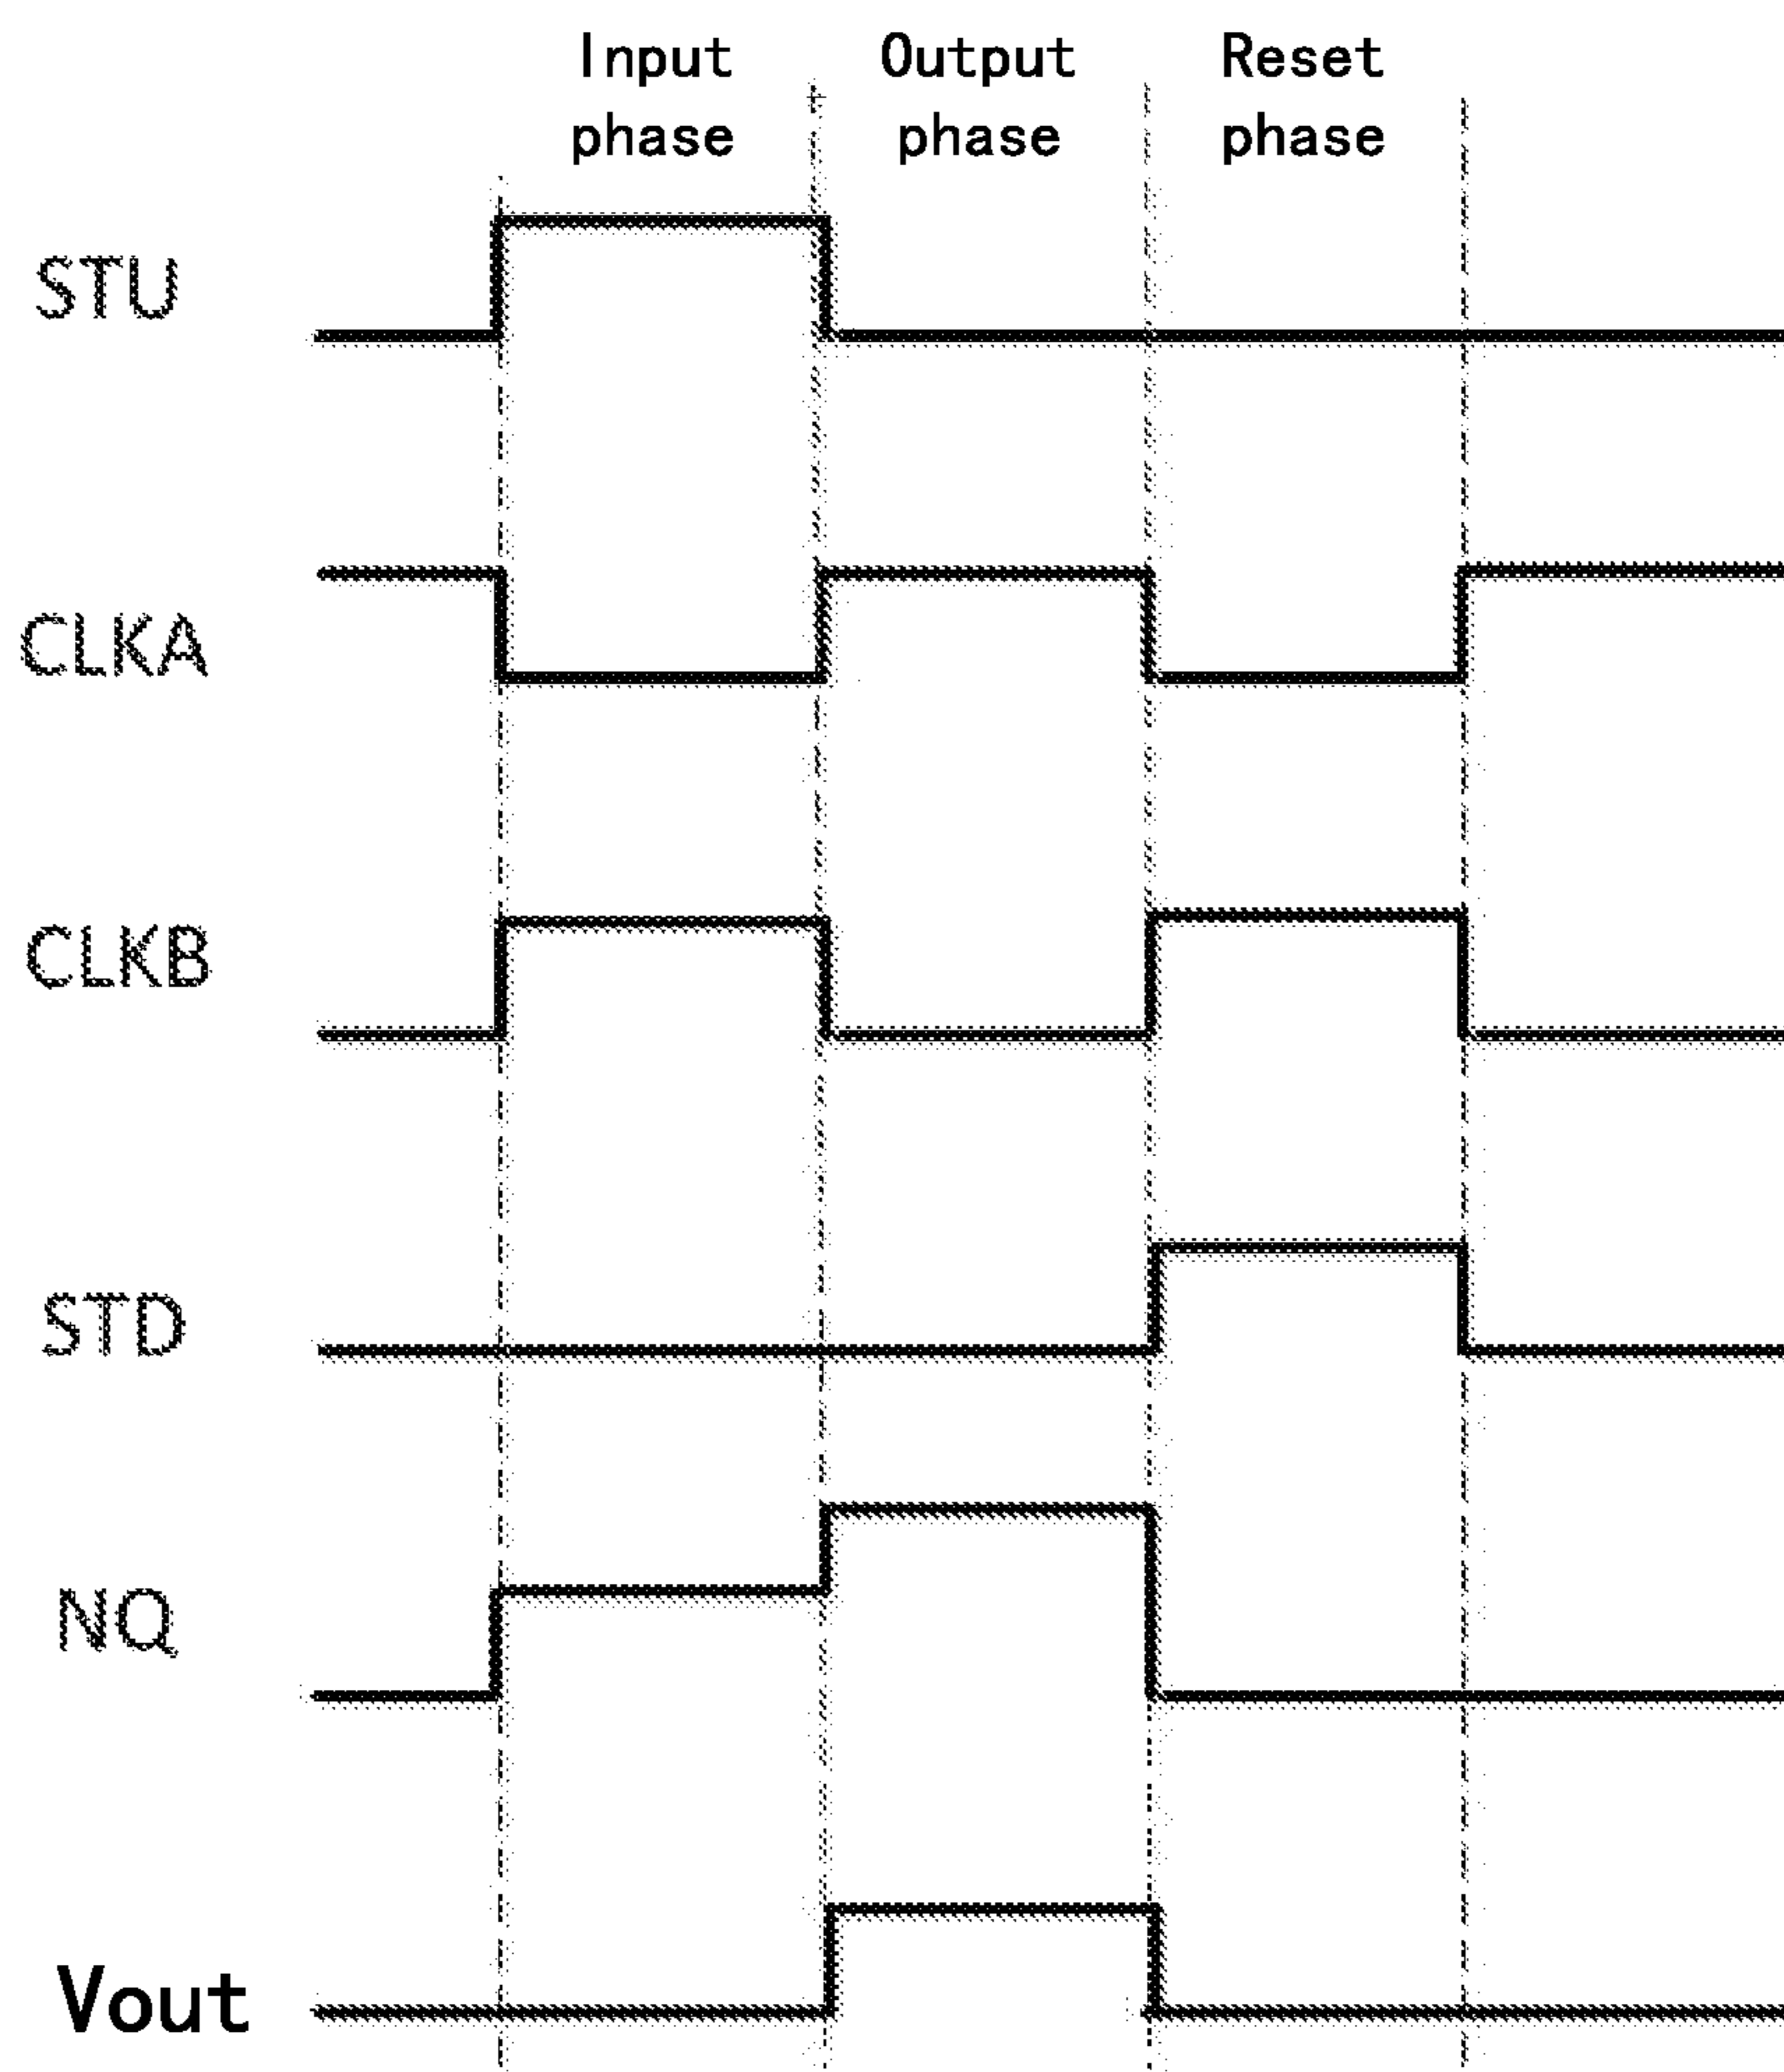 Input phase
Output phase
Reset phase
STU
CLKA
CLKB
STD
NQ
Vout